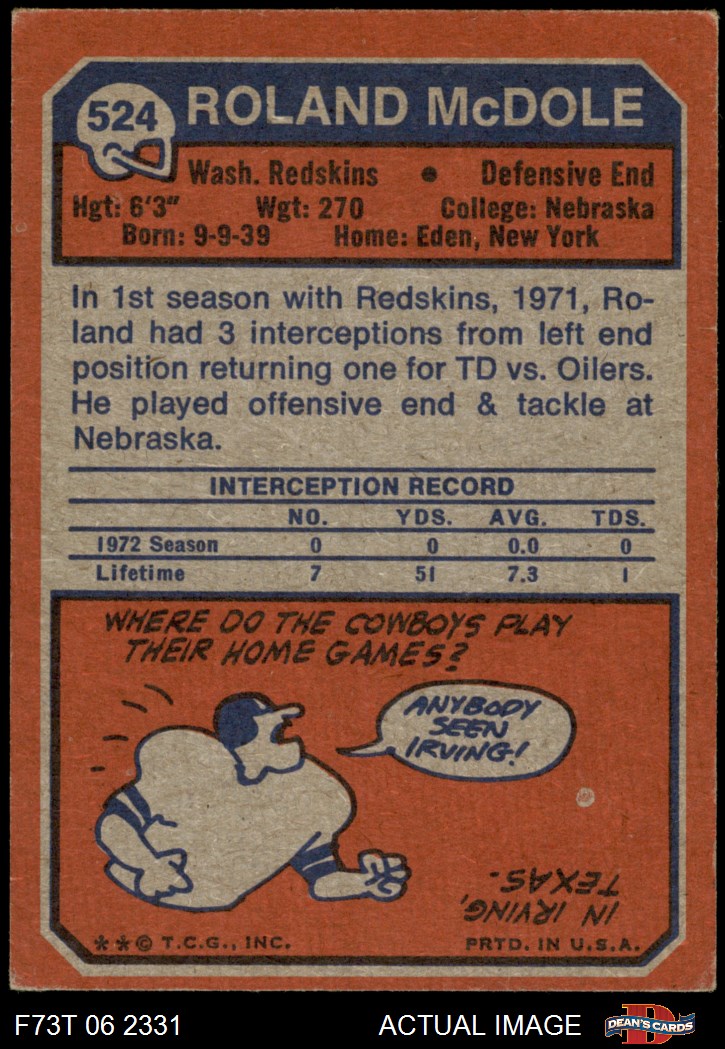 524
ROLAND McDOLE
Wash. Redskins • Defensive End
Hgt: 6'3" Wgt: 270 College: Nebraska
Born: 9-9-39 Home: Eden, New York
In 1st season with Redskins, 1971, Ro-
land had 3 interceptions from left end
position returning one for TD vs. Oilers.
He played offensive end & tackle at
Nebraska.
INTERCEPTION RECORD
NO. YDS. AVG. TDS.
1972 Season 0 0 0.0 0
Lifetime 7 51 7.3 1
WHERE DO THE COWBOYS PLAY
THEIR HOME GAMES?
ANYBODY
SEEN
IRVING!
IN IRVING,
TEXAS.
**© T.C.G., INC. PRTD. IN U.S.A.
F73T 06 2331 ACTUAL IMAGE
D
DEAN'S CARDS